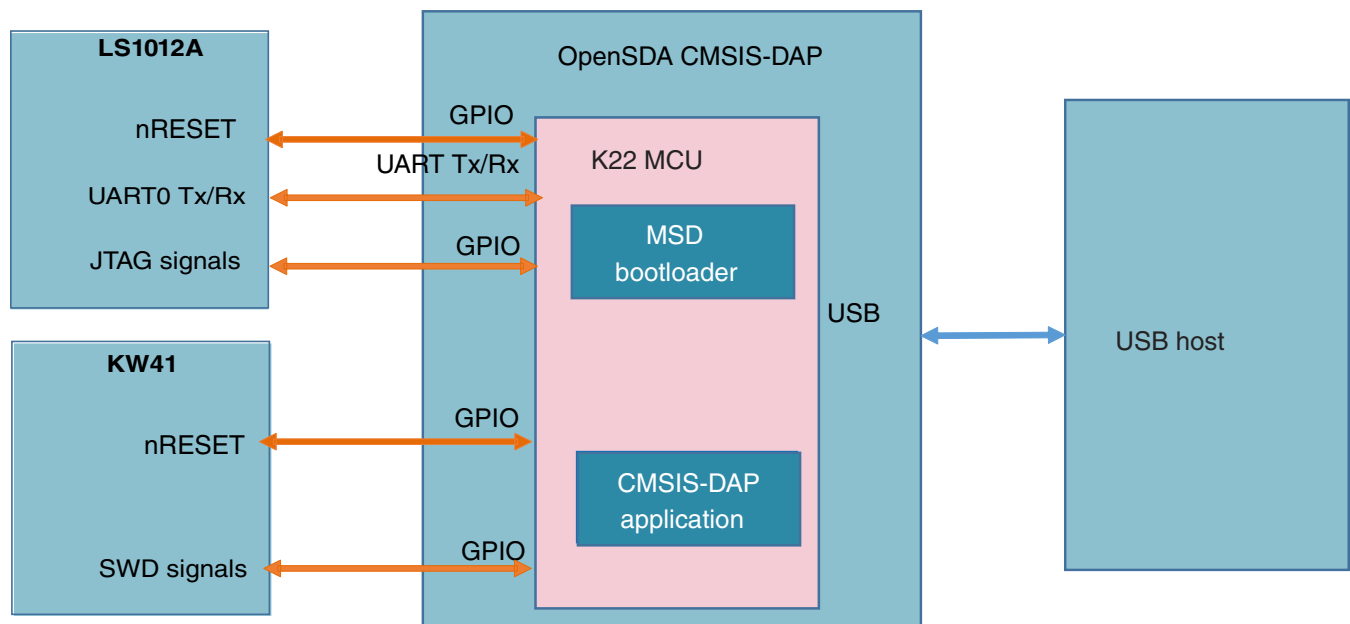 LS1012A
nRESET
UART0 Tx/Rx
JTAG signals
KW41
nRESET
SWD signals
OpenSDA CMSIS-DAP
GPIO
UART Tx/Rx
GPIO
GPIO
GPIO
K22 MCU
MSD
bootloader
CMSIS-DAP
application
USB
USB host